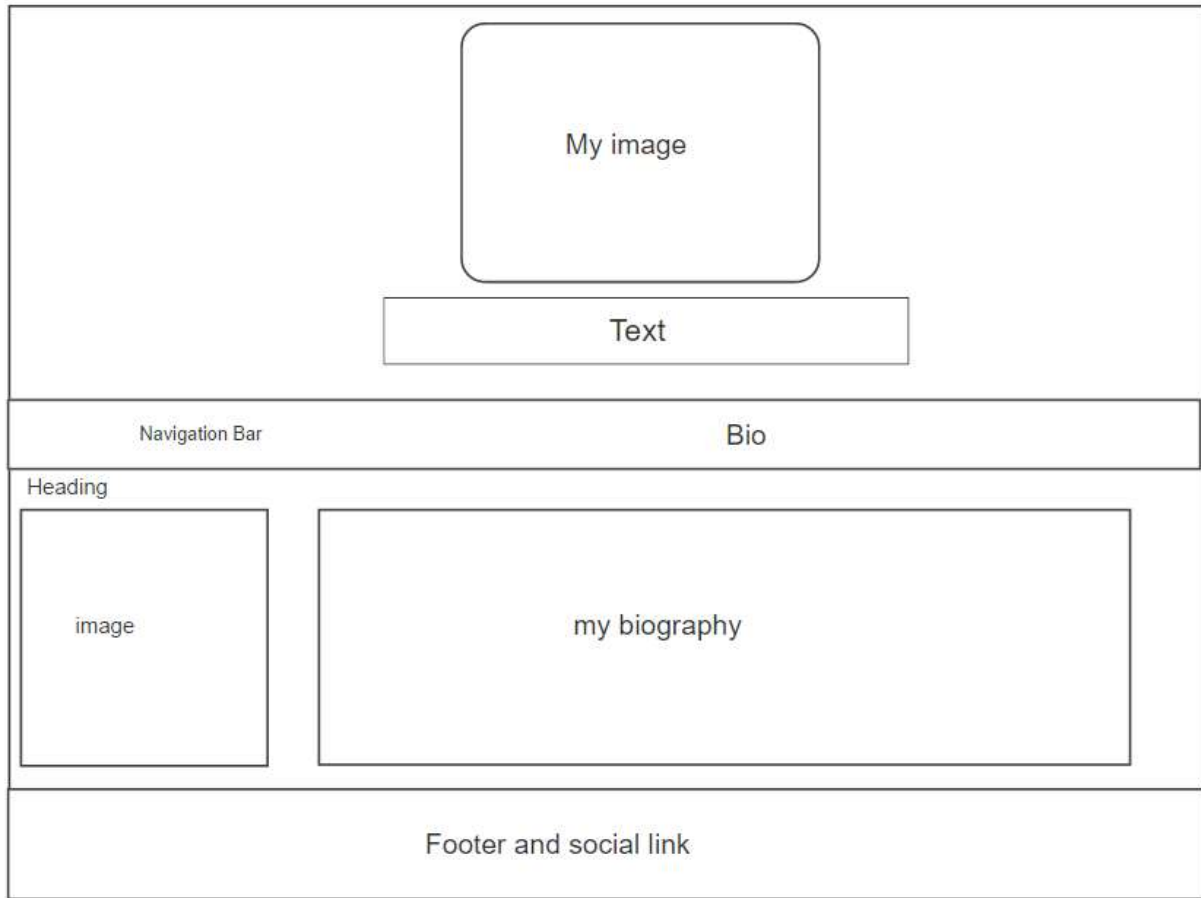 My image
Text
Navigation Bar
Bio
Heading
image
my biography
Footer and social link